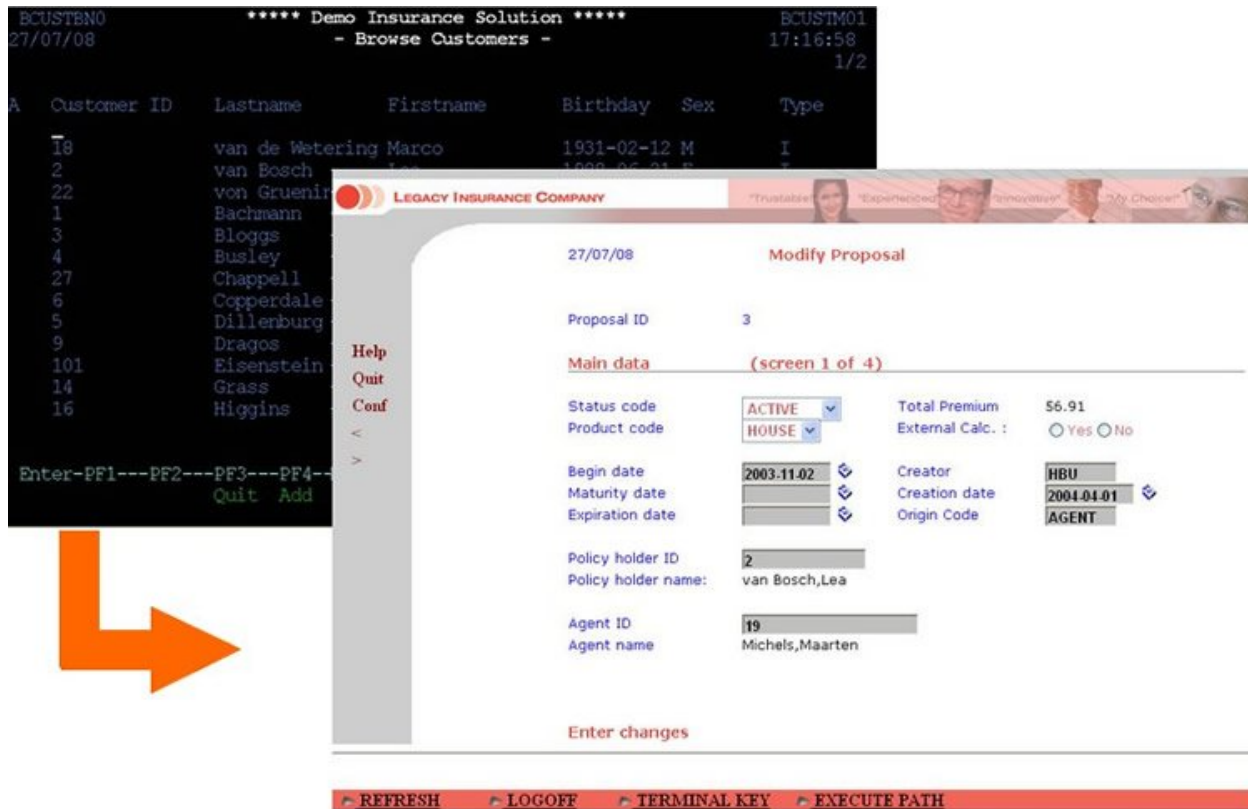 BCUSTBN0 ***** Demo Insurance Solution ***** BCUSTM01
27/07/08 - Browse Customers - 17:16:58
1/2
A Customer ID Lastname Firstname Birthday Sex Type
18 van de Wetering Marco 1931-02-12 M I
2 van Bosch
22
1 Bachmann
3 Bloggs
4 Busley
27 Chappell
6 Copperdale
5 Dillenburg
9 Dragos
101 Eisenstein
14 Grass
16 Higgins
Enter-PF1---PF2---PF3---PF4--
Quit Add
LEGACY INSURANCE COMPANY
"Trustable" "Experienced" "Innovative" "My Choice"
27/07/08 Modify Proposal
Proposal ID 3
Main data (screen 1 of 4)
Help
Quit
Conf
<
>
Status code ACTIVE Total Premium 56.91
Product code HOUSE External Calc. : Yes No
Begin date 2003-11-02 Creator HBU
Maturity date Creation date 2004-04-01
Expiration date Origin Code AGENT
Policy holder ID 2
Policy holder name: van Bosch,Lea
Agent ID 19
Agent name Michels,Maarten
Enter changes
REFRESH LOGOFF TERMINAL KEY EXECUTE PATH